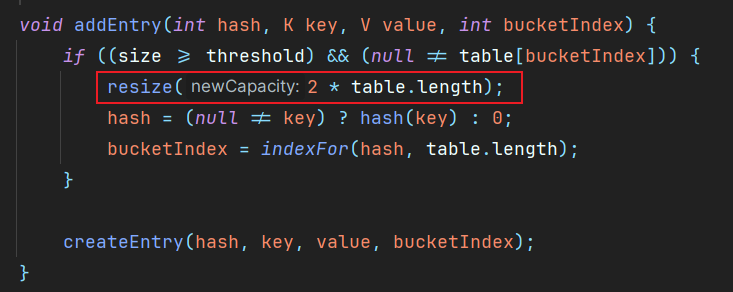 void addEntry(int hash, K key, V value, int bucketIndex) {
    if ((size ≥ threshold) && (null ≠ table[bucketIndex])) {
        resize( newCapacity: 2 * table.length);
        hash = (null ≠ key) ? hash(key) : 0;
        bucketIndex = indexFor(hash, table.length);
    }
    createEntry(hash, key, value, bucketIndex);
}